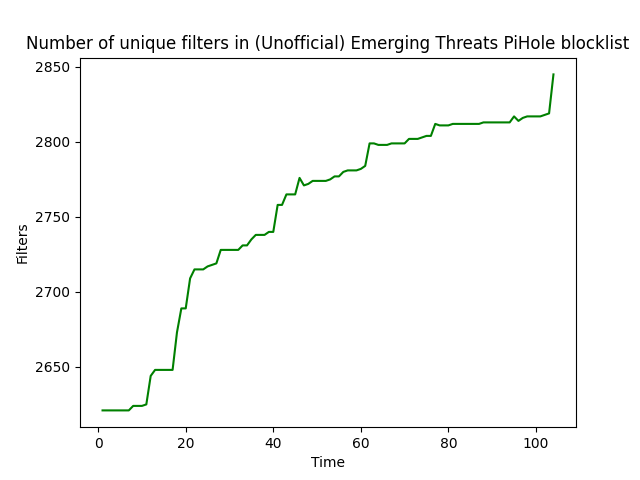 Number of unique filters in (Unofficial) Emerging Threats PiHole blocklist
2850
2800
2750
2700
2650
Filters
0 20 40 60 80 100
Time